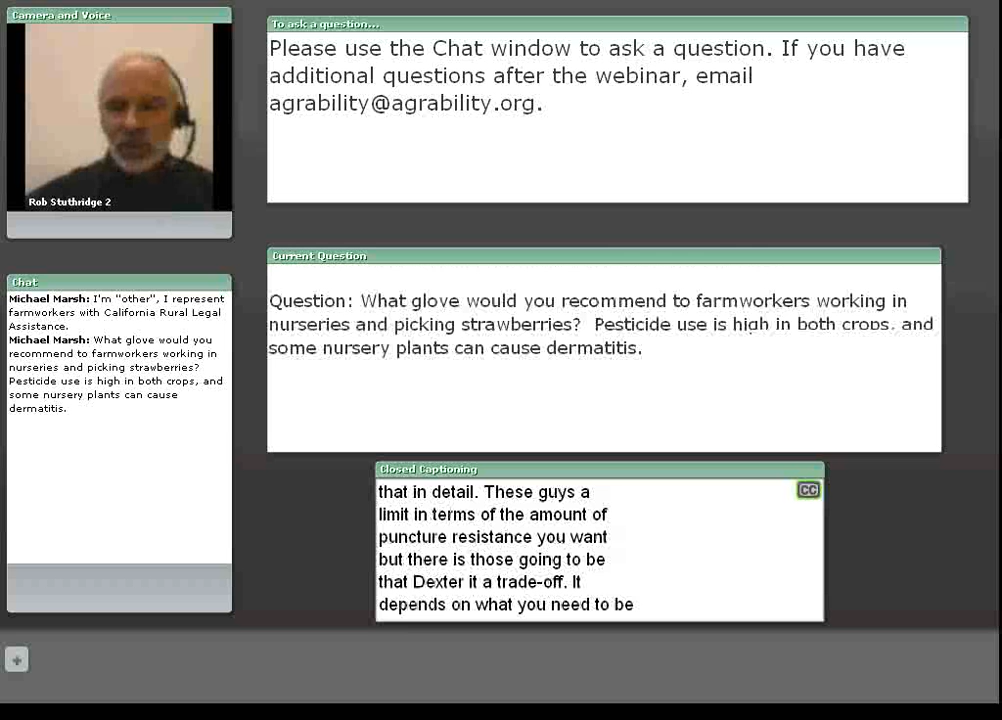 Camera and Voice
Rob Stuthridge 2
To ask a question...
Please use the Chat window to ask a question. If you have
additional questions after the webinar, email
agrability@agrability.org.
Chat
Michael Marsh: I'm "other", I represent
farmworkers with California Rural Legal
Assistance.
Michael Marsh: What glove would you
recommend to farmworkers working in
nurseries and picking strawberries?
Pesticide use is high in both crops, and
some nursery plants can cause
dermatitis.
Current Question
Question: What glove would you recommend to farmworkers working in
nurseries and picking strawberries? Pesticide use is high in both crops, and
some nursery plants can cause dermatitis.
Closed Captioning
CC
that in detail. These guys a
limit in terms of the amount of
puncture resistance you want
but there is those going to be
that Dexter it a trade-off. It
depends on what you need to be